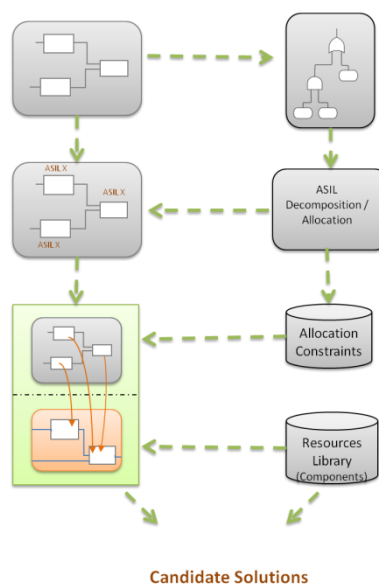 ASIL X
ASIL X
ASIL X
ASIL
Decomposition /
Allocation
Allocation
Constraints
Resources
Library
(Components)
Candidate Solutions